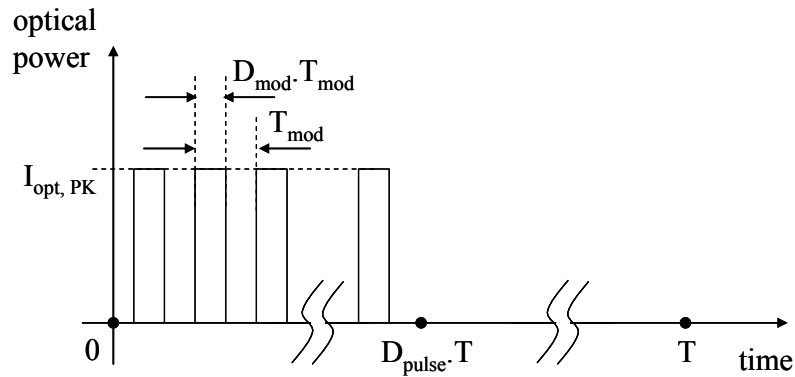 optical
power
D_mod.T_mod
T_mod
I_opt, PK
0
D_pulse.T
T
time